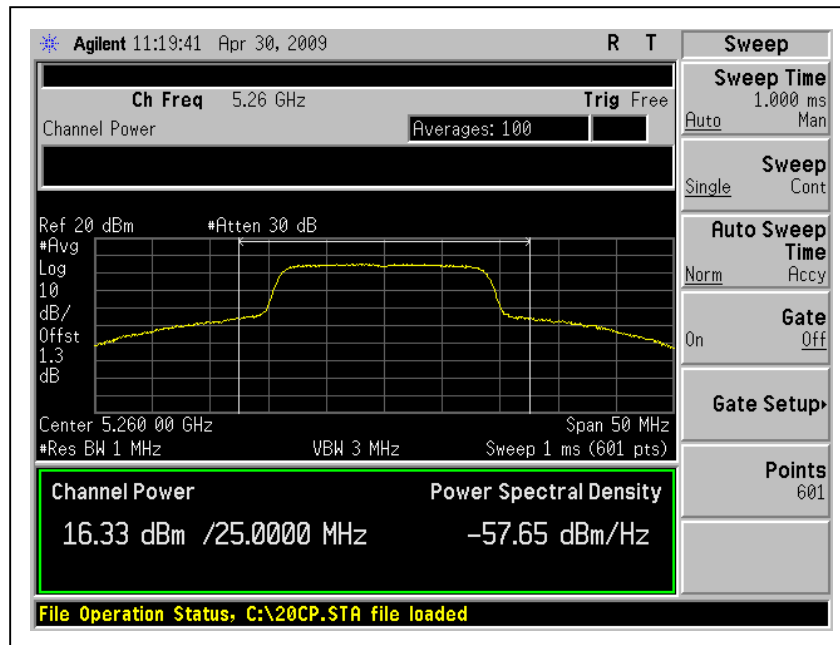 Agilent 11:19:41 Apr 30, 2009 R T
Ch Freq 5.26 GHz Trig Free
Channel Power Averages: 100
Ref 20 dBm #Atten 30 dB
#Avg
Log
10
dB/
Offst
1.3
dB
Center 5.260 00 GHz Span 50 MHz
#Res BW 1 MHz VBW 3 MHz Sweep 1 ms (601 pts)
Channel Power Power Spectral Density
16.33 dBm /25.0000 MHz -57.65 dBm/Hz
File Operation Status, C:\20CP.STA file loaded
Sweep
Sweep Time
1.000 ms
Auto Man
Sweep
Single Cont
Auto Sweep
Time
Norm Accy
Gate
On Off
Gate Setup▸
Points
601